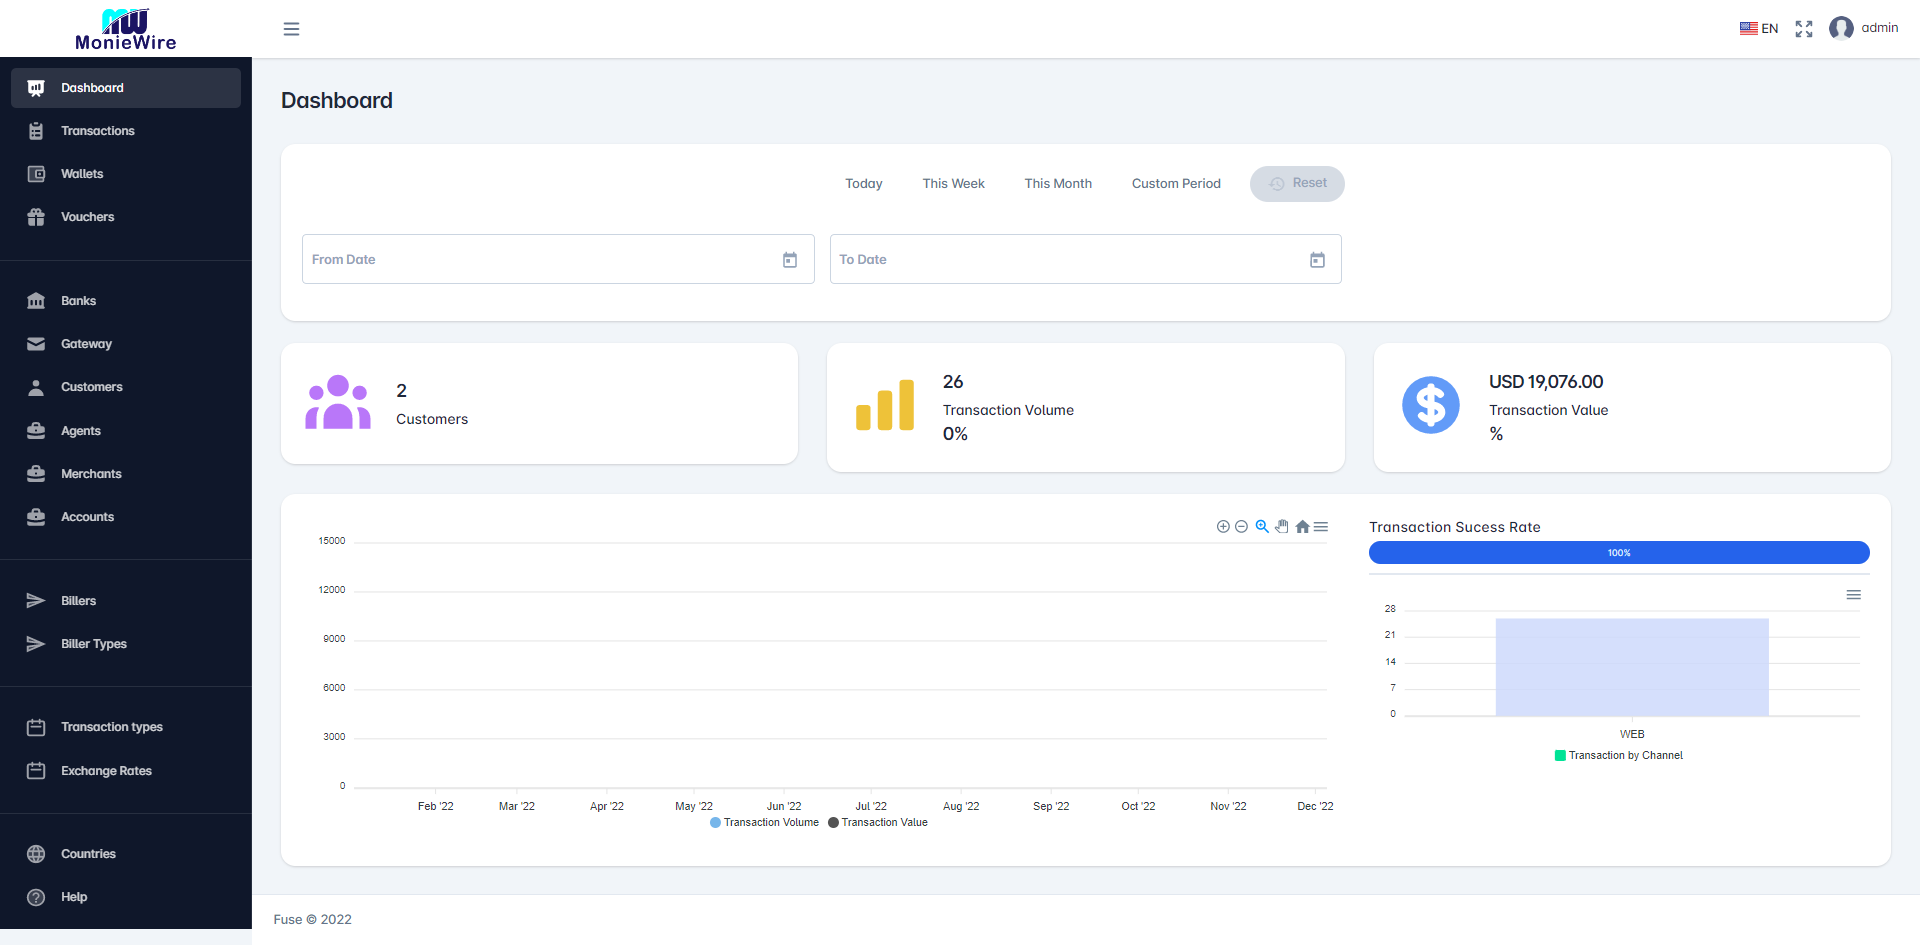 MW
MonieWire
EN
admin
Dashboard
Transactions
Wallets
Vouchers
Banks
Gateway
Customers
Agents
Merchants
Accounts
Billers
Biller Types
Transaction types
Exchange Rates
Countries
Help
Dashboard
Today This Week This Month Custom Period Reset
From Date To Date
2
Customers
26
Transaction Volume
0%
USD 19,076.00
Transaction Value
%
15000
12000
9000
6000
3000
0
Feb '22 Mar '22 Apr '22 May '22 Jun '22 Jul '22 Aug '22 Sep '22 Oct '22 Nov '22 Dec '22
Transaction Volume Transaction Value
Transaction Sucess Rate
100%
28
21
14
7
0
WEB
Transaction by Channel
Fuse © 2022